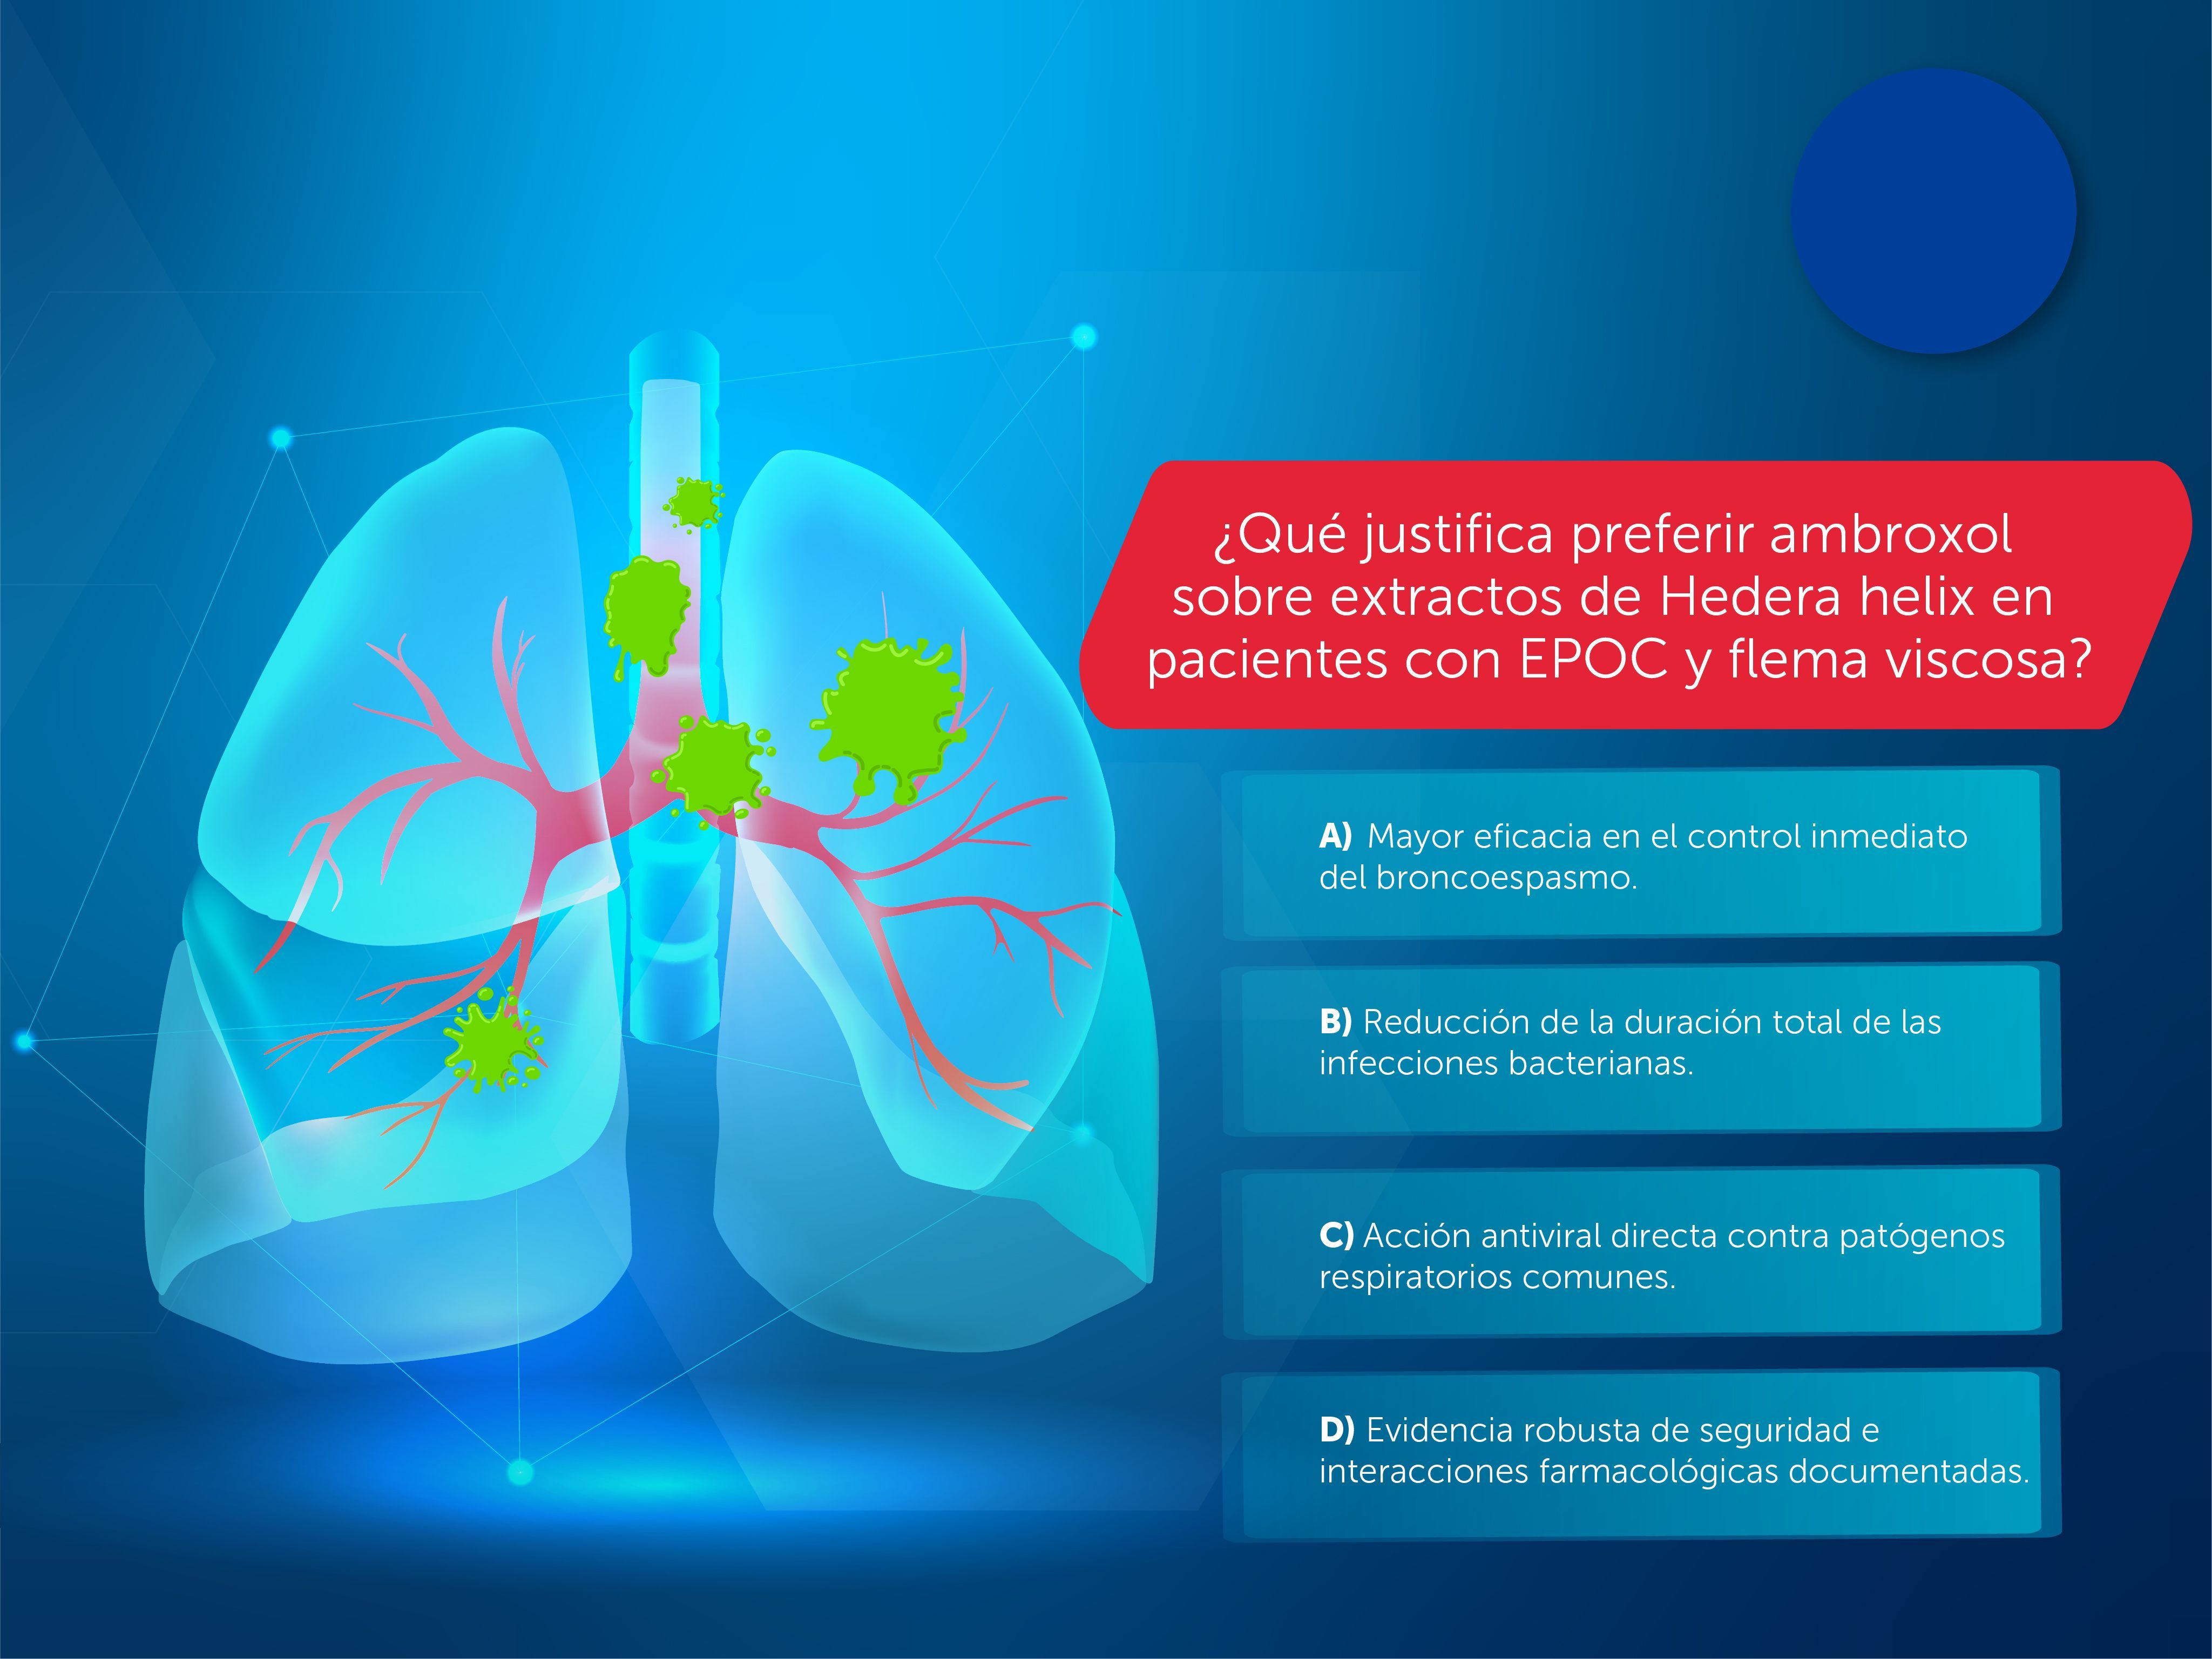 ¿Qué justifica preferir ambroxol
sobre extractos de Hedera helix en
pacientes con EPOC y flema viscosa?
A) Mayor eficacia en el control inmediato
del broncoespasmo.
B) Reducción de la duración total de las
infecciones bacterianas.
C) Acción antiviral directa contra patógenos
respiratorios comunes.
D) Evidencia robusta de seguridad e
interacciones farmacológicas documentadas.